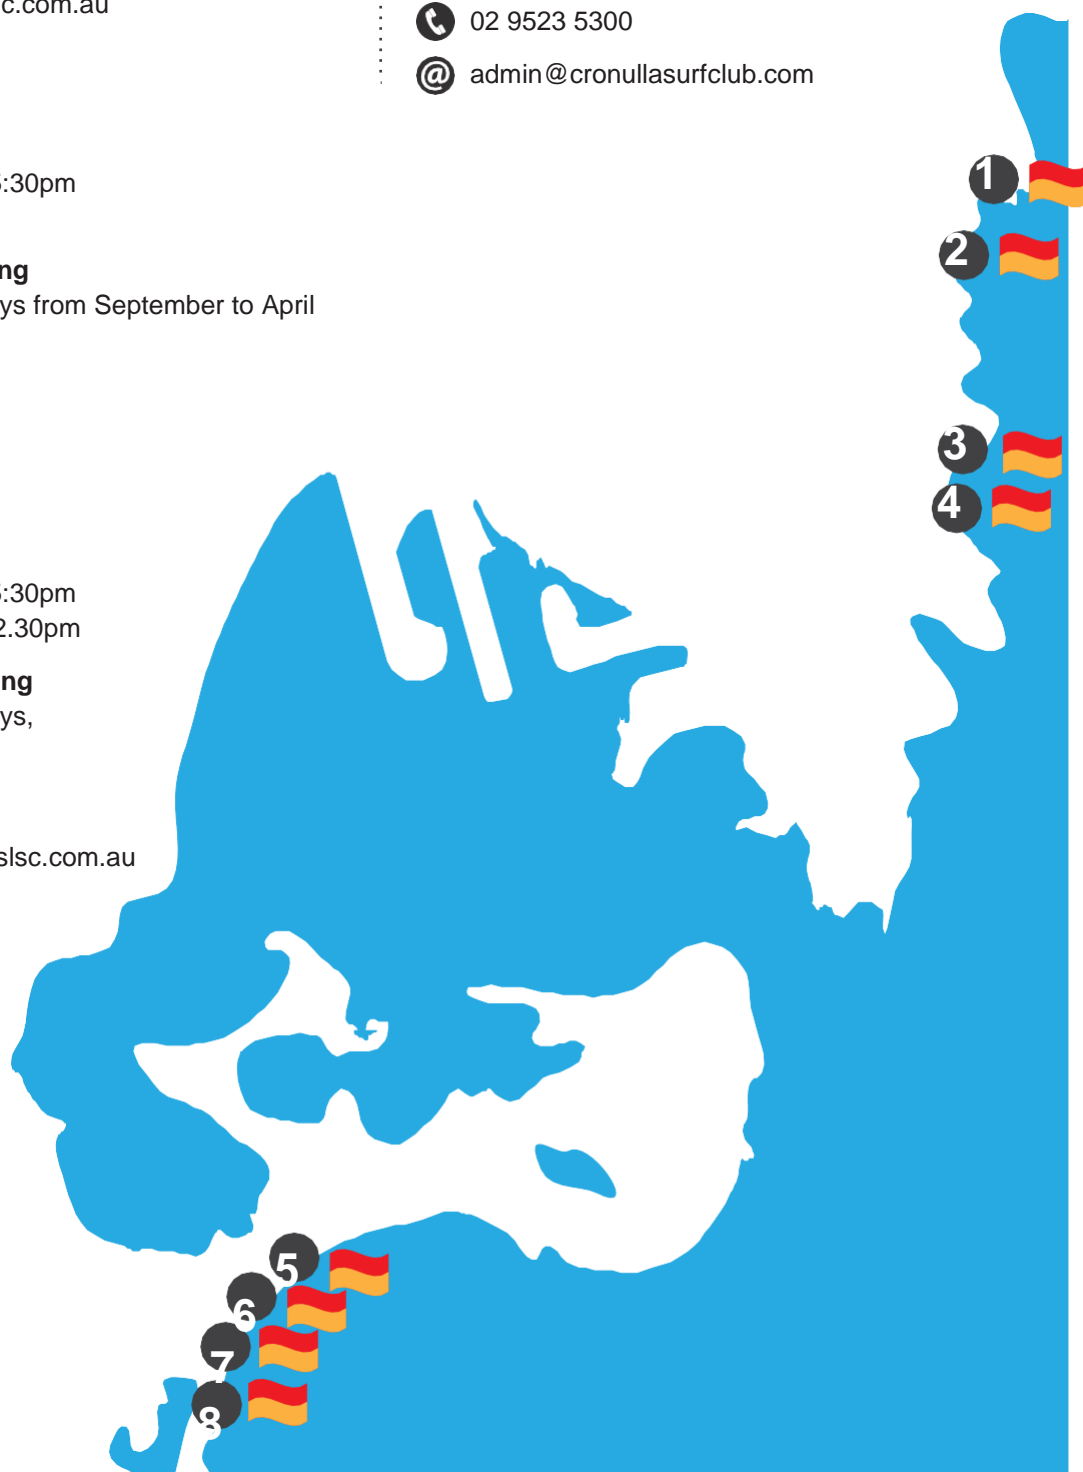 c.com.au
:30pm
ng
ys from September to April
:30pm
2.30pm
ng
ys,
slsc.com.au
02 9523 5300
@ admin@cronullasurfclub.com
1
2
3
4
5
6
7
8